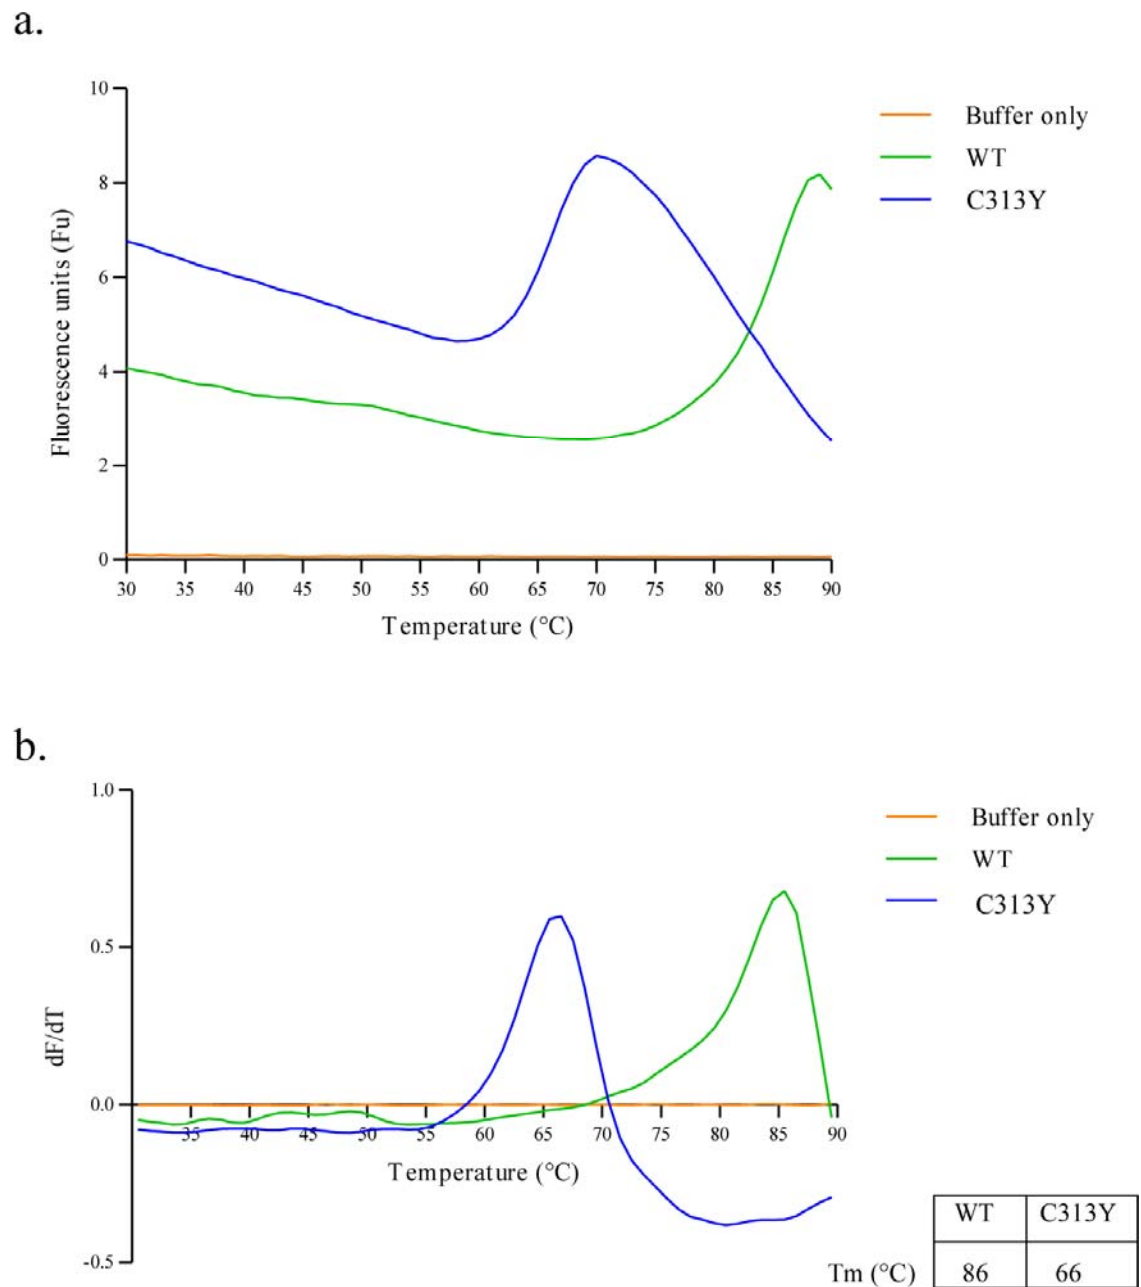 a.
10
8
6
4
2
0
Fluorescence units (Fu)
30 35 40 45 50 55 60 65 70 75 80 85 90
Temperature (°C)
Buffer only
WT
C313Y
b.
1.0
0.5
0.0
-0.5
dF/dT
35 40 45 50 55 60 65 70 75 80 85 90
Temperature (°C)
Buffer only
WT
C313Y
WT C313Y
Tm (°C) 86 66